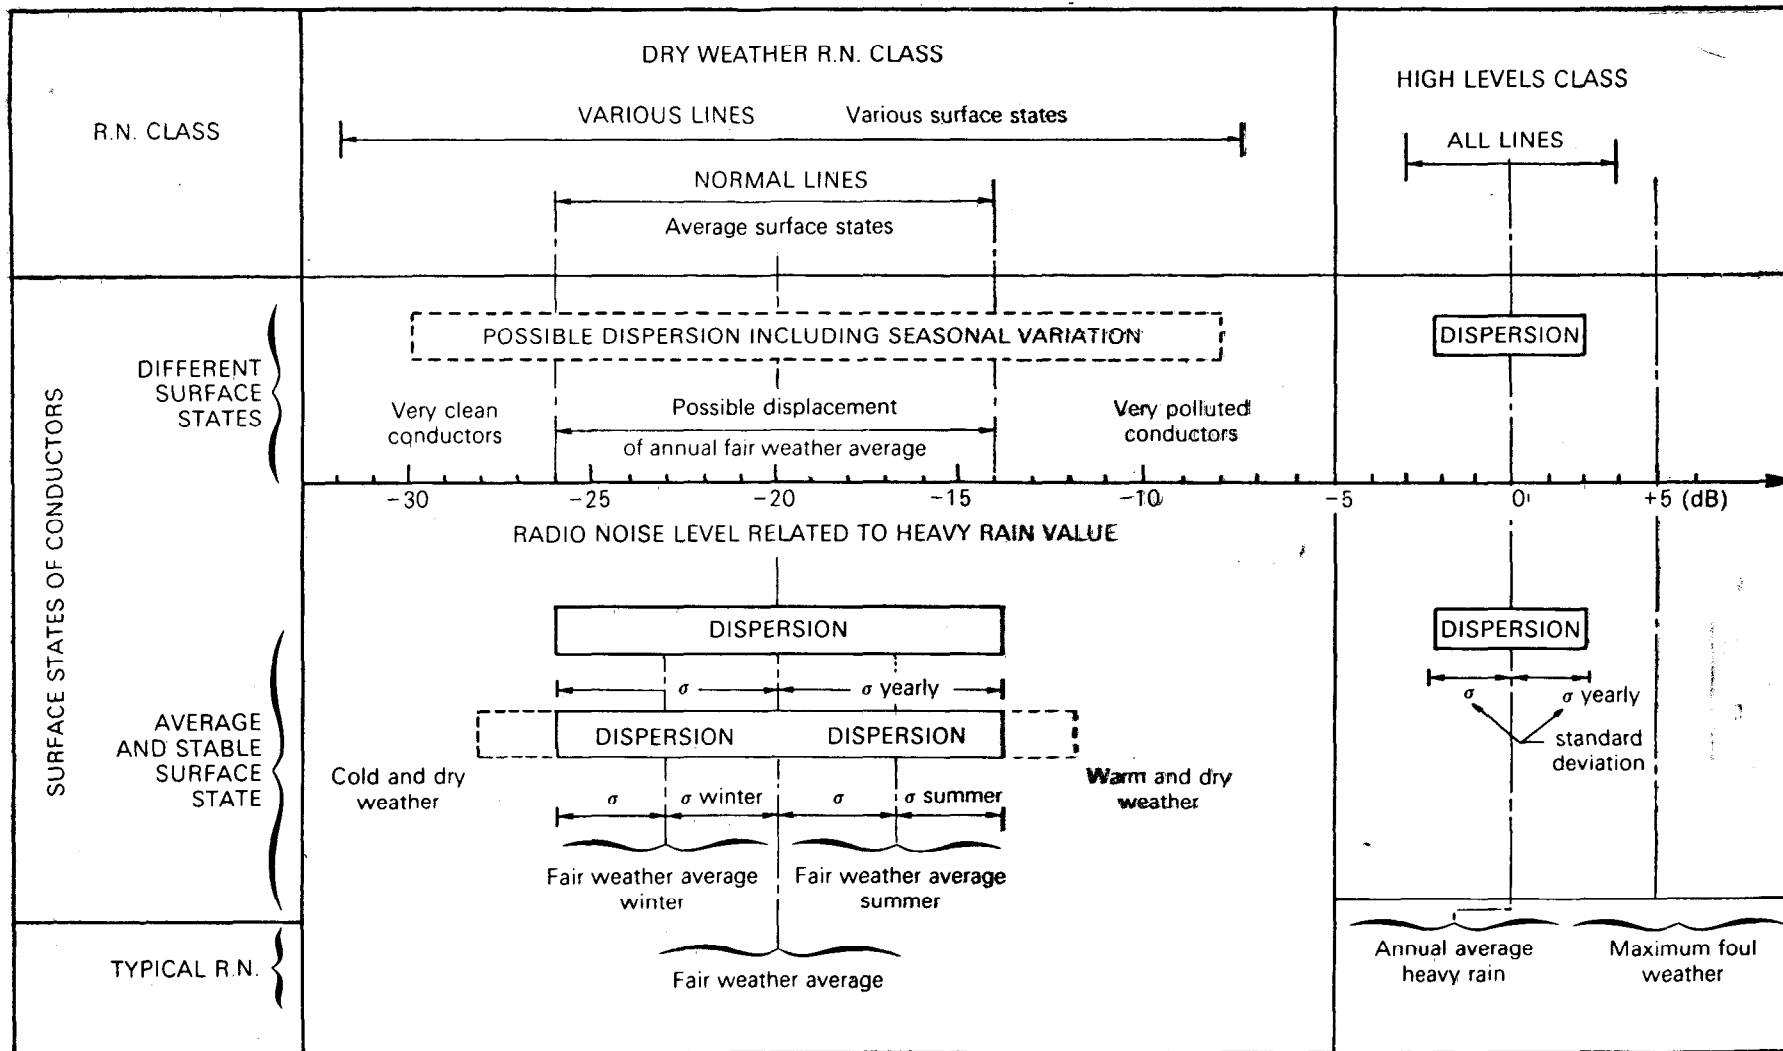 DRY WEATHER R.N. CLASS
HIGH LEVELS CLASS
R.N. CLASS
VARIOUS LINES Various surface states
ALL LINES
NORMAL LINES
Average surface states
SURFACE STATES OF CONDUCTORS
DIFFERENT
SURFACE
STATES
POSSIBLE DISPERSION INCLUDING SEASONAL VARIATION
DISPERSION
Very clean
conductors
Possible displacement
of annual fair weather average
Very polluted
conductors
-30 -25 -20 -15 -10 -5 0 +5 (dB)
RADIO NOISE LEVEL RELATED TO HEAVY RAIN VALUE
DISPERSION
DISPERSION
σ σ yearly
σ σ yearly
standard
deviation
AVERAGE
AND STABLE
SURFACE
STATE
DISPERSION DISPERSION
Cold and dry
weather
Warm and dry
weather
σ σ winter σ σ summer
Fair weather average
winter
Fair weather average
summer
TYPICAL R.N.
Fair weather average
Annual average
heavy rain
Maximum foul
weather